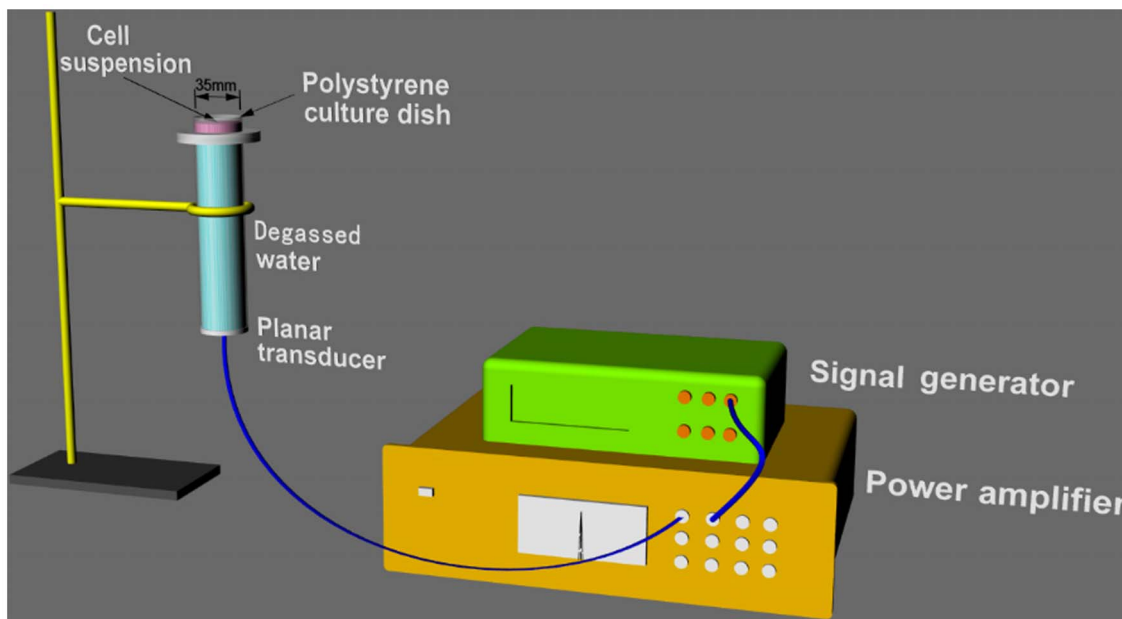 Cell
suspension
35mm
Polystyrene
culture dish
Degassed
water
Planar
transducer
Signal generator
Power amplifier